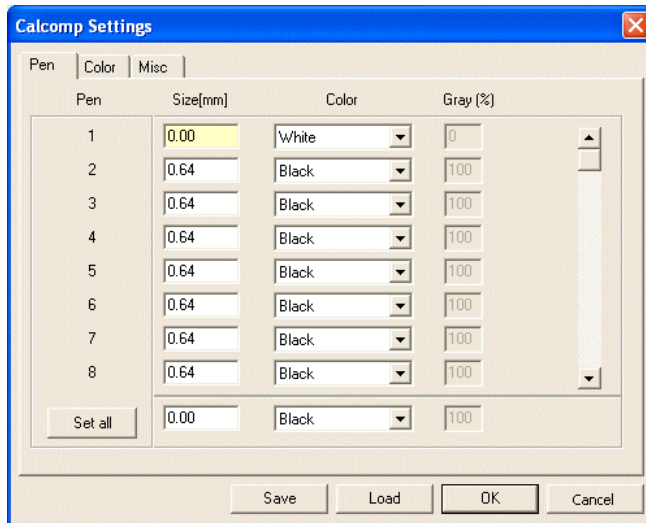 Calcomp Settings
Pen Color Misc
Pen Size[mm] Color Gray (%)
1 0.00 White 0
2 0.64 Black 100
3 0.64 Black 100
4 0.64 Black 100
5 0.64 Black 100
6 0.64 Black 100
7 0.64 Black 100
8 0.64 Black 100
Set all 0.00 Black 100
Save Load OK Cancel